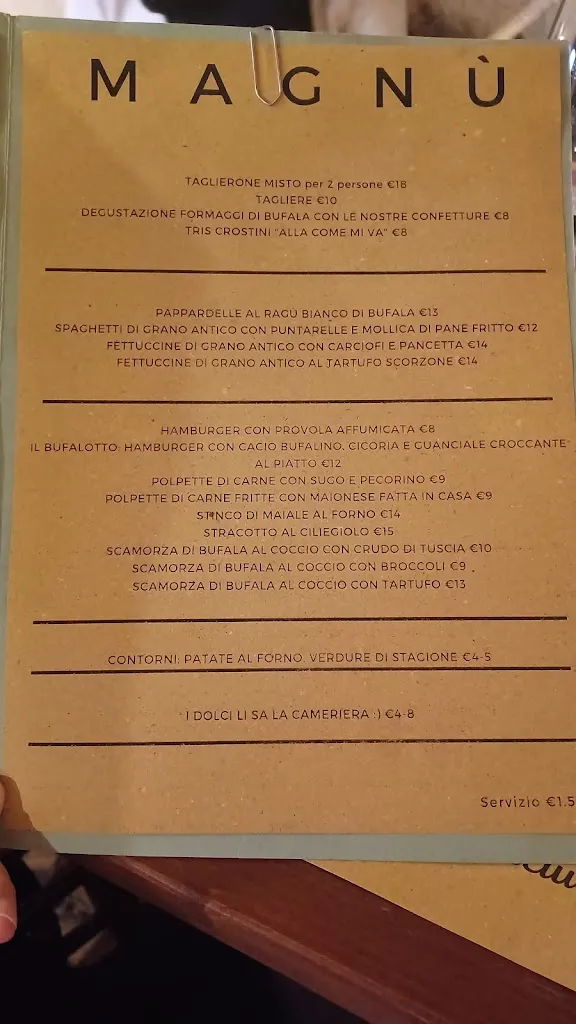 MAGNÙ
TAGLIERONE MISTO per 2 persone €18
TAGLIERE €10
DEGUSTAZIONE FORMAGGI DI BUFALA CON LE NOSTRE CONFETTURE €8
TRIS CROSTINI "ALLA COME MI VA" €8
PAPPARDELLE AL RAGÙ BIANCO DI BUFALA €13
SPAGHETTI DI GRANO ANTICO CON PUNTARELLE E MOLLICA DI PANE FRITTO €12
FETTUCCINE DI GRANO ANTICO CON CARCIOFI E PANCETTA €14
FETTUCCINE DI GRANO ANTICO AL TARTUFO SCORZONE €14
HAMBURGER CON PROVOLA AFFUMICATA €8
IL BUFALOTTO: HAMBURGER CON CACIO BUFALINO, CICORIA E GUANCIALE CROCCANTE
AL PIATTO €12
POLPETTE DI CARNE CON SUGO E PECORINO €9
POLPETTE DI CARNE FRITTE CON MAIONESE FATTA IN CASA €9
STINCO DI MAIALE AL FORNO €14
STRACOTTO AL CILIEGIOLO €15
SCAMORZA DI BUFALA AL COCCIO CON CRUDO DI TUSCIA €10
SCAMORZA DI BUFALA AL COCCIO CON BROCCOLI €9
SCAMORZA DI BUFALA AL COCCIO CON TARTUFO €13
CONTORNI: PATATE AL FORNO, VERDURE DI STAGIONE €4-5
I DOLCI LI SA LA CAMERIERA :) €4-8
Servizio €1.5